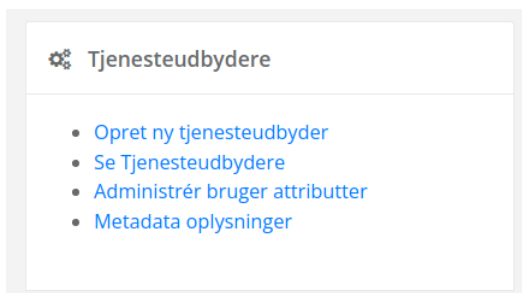 Tjenesteudbydere
Opret ny tjenesteudbyder
Se Tjenesteudbydere
Administrér bruger attributter
Metadata oplysninger